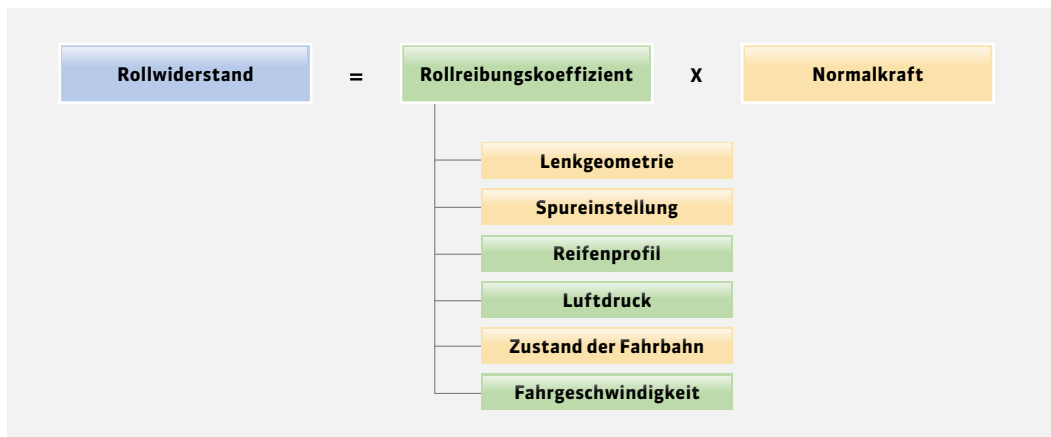 Rollwiderstand = Rollreibungskoeffizient X Normalkraft
Lenkgeometrie
Spureinstellung
Reifenprofil
Luftdruck
Zustand der Fahrbahn
Fahrgeschwindigkeit